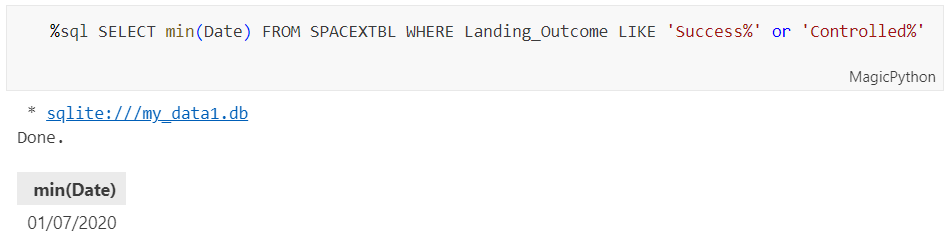 %sql SELECT min(Date) FROM SPACEXTBL WHERE Landing_Outcome LIKE 'Success%' or 'Controlled%'
MagicPython
* sqlite:///my_data1.db
Done.
min(Date)
01/07/2020